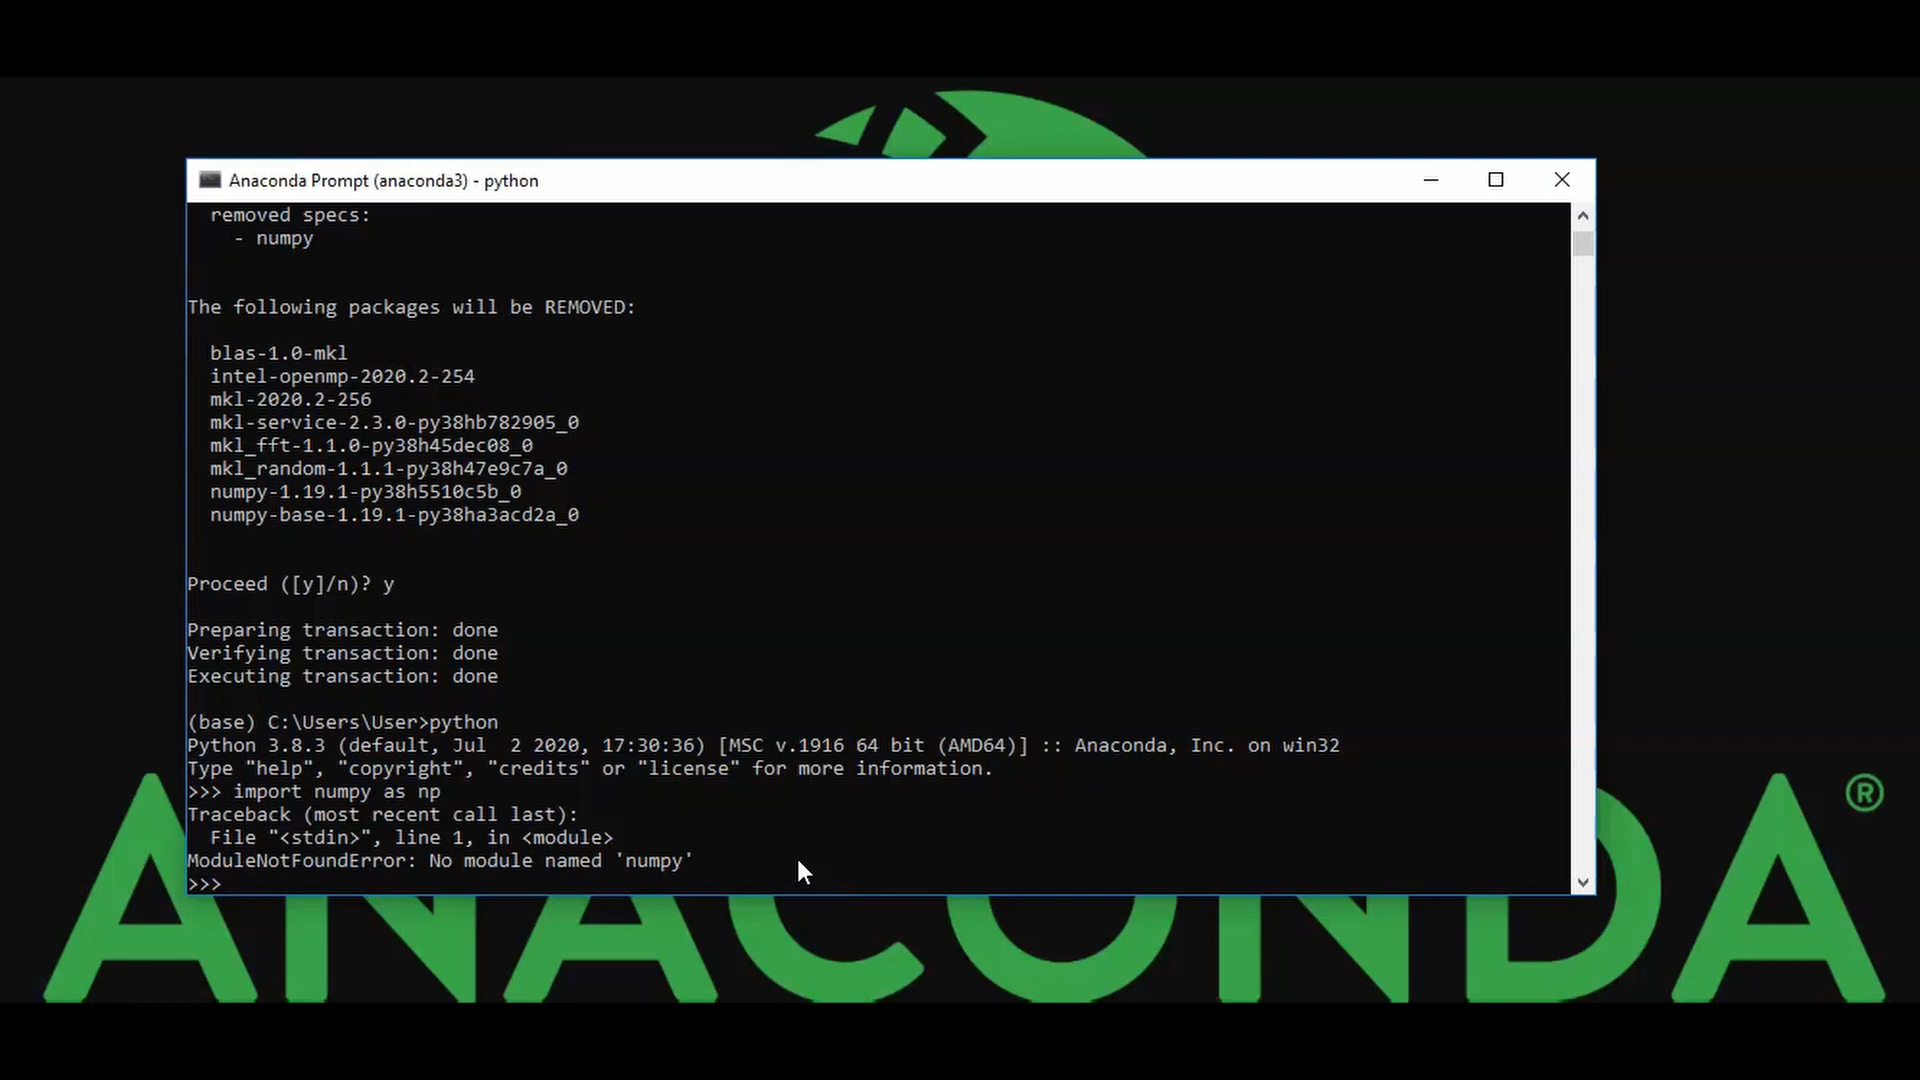 Anaconda Prompt (anaconda3) - python
removed specs:
- numpy
The following packages will be REMOVED:
blas-1.0-mkl
intel-openmp-2020.2-254
mkl-2020.2-256
mkl-service-2.3.0-py38hb782905_0
mkl_fft-1.1.0-py38h45dec08_0
mkl_random-1.1.1-py38h47e9c7a_0
numpy-1.19.1-py38h5510c5b_0
numpy-base-1.19.1-py38ha3acd2a_0
Proceed ([y]/n)? y
Preparing transaction: done
Verifying transaction: done
Executing transaction: done
(base) C:\Users\User>python
Python 3.8.3 (default, Jul  2 2020, 17:30:36) [MSC v.1916 64 bit (AMD64)] :: Anaconda, Inc. on win32
Type "help", "copyright", "credits" or "license" for more information.
>>> import numpy as np
Traceback (most recent call last):
File "<stdin>", line 1, in <module>
ModuleNotFoundError: No module named 'numpy'
>>>
ANACONDA®